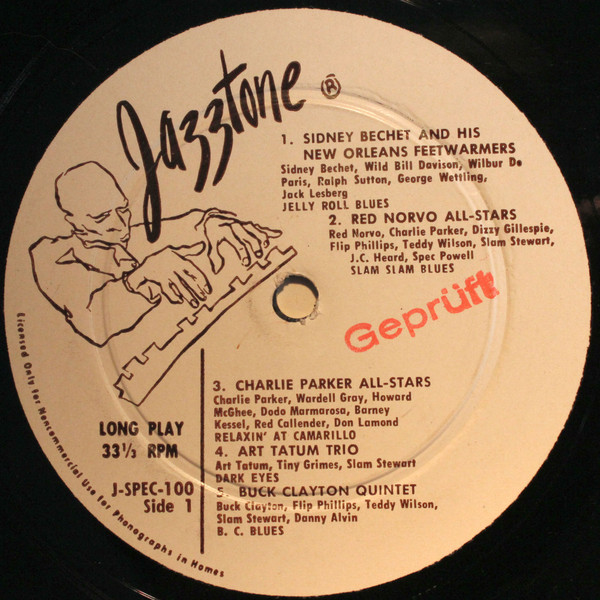 Jazztone ®
1. SIDNEY BECHET AND HIS
NEW ORLEANS FEETWARMERS
Sidney Bechet, Wild Bill Davison, Wilbur De
Paris, Ralph Sutton, George Wettling,
Jack Lesberg
JELLY ROLL BLUES
2. RED NORVO ALL-STARS
Red Norvo, Charlie Parker, Dizzy Gillespie,
Flip Phillips, Teddy Wilson, Slam Stewart,
J.C. Heard, Spec Powell
SLAM SLAM BLUES
Geprüft
3. CHARLIE PARKER ALL-STARS
Charlie Parker, Wardell Gray, Howard
McGhee, Dodo Marmarosa, Barney
Kessel, Red Callender, Don Lamond
RELAXIN' AT CAMARILLO
4. ART TATUM TRIO
Art Tatum, Tiny Grimes, Slam Stewart
DARK EYES
5. BUCK CLAYTON QUINTET
Buck Clayton, Flip Phillips, Teddy Wilson,
Slam Stewart, Danny Alvin
B. C. BLUES
LONG PLAY
33⅓ RPM
J-SPEC-100
Side 1
Licensed Only for Noncommercial Use for Phonographs in Homes